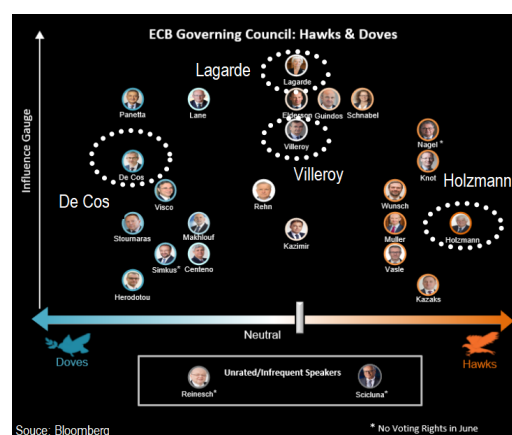 ECB Governing Council: Hawks & Doves
Influence Gauge
Lagarde
Lagarde
Panetta
Lane
Elderson
Guindos
Schnabel
Villeroy
Nagel *
De Cos
Villeroy
Knot
Holzmann
De Cos
Visco
Rehn
Wunsch
Stournaras
Makhlouf
Kazimir
Muller
Holzmann
Simkus *
Centeno
Vasle
Herodotou
Kazaks
Neutral
Doves
Hawks
Unrated/Infrequent Speakers
Reinesch*
Scicluna*
Souce: Bloomberg
* No Voting Rights in June